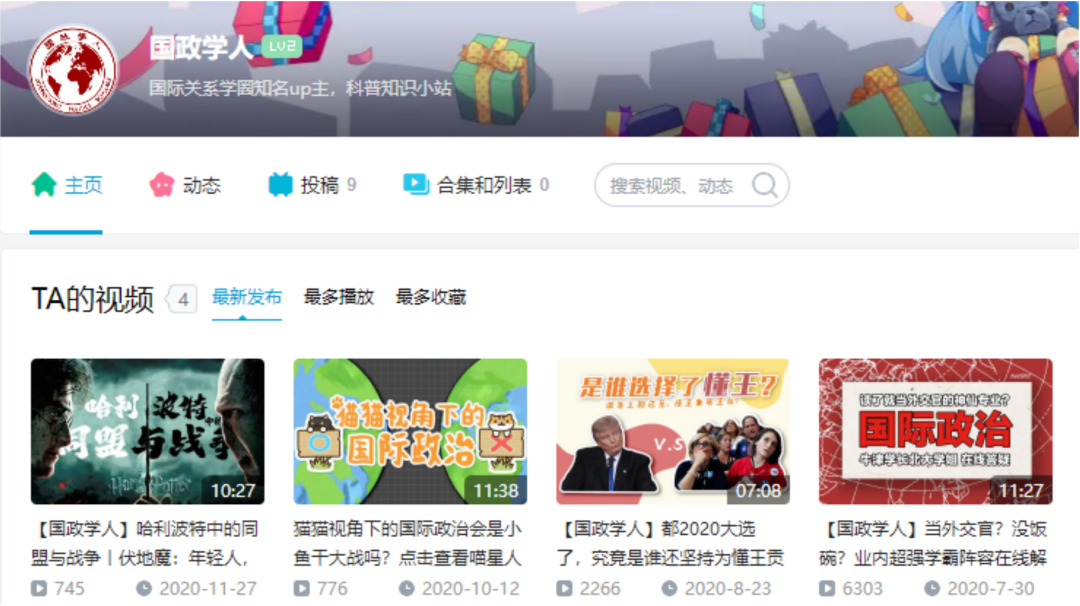 国政学人 LV2
国际关系学圈知名up主，科普知识小站
主页 动态 投稿 9 合集和列表 0 搜索视频、动态
TA的视频 4 最新发布 最多播放 最多收藏
哈利波特中的
同盟与战争
Harry Potter
10:27
猫猫视角下的
国际政治
11:38
是谁选择了懂王？
V.S
07:08
读了就当外交官的神仙专业？
国际政治
牛津学长北大学姐 在线答疑
11:27
【国政学人】哈利波特中的同
盟与战争丨伏地魔：年轻人，
745 2020-11-27
猫猫视角下的国际政治会是小
鱼干大战吗？点击查看喵星人
776 2020-10-12
【国政学人】都2020大选
了，究竟是谁还坚持为懂王贡
2266 2020-8-23
【国政学人】当外交官？没饭
碗？业内超强学霸阵容在线解
6303 2020-7-30